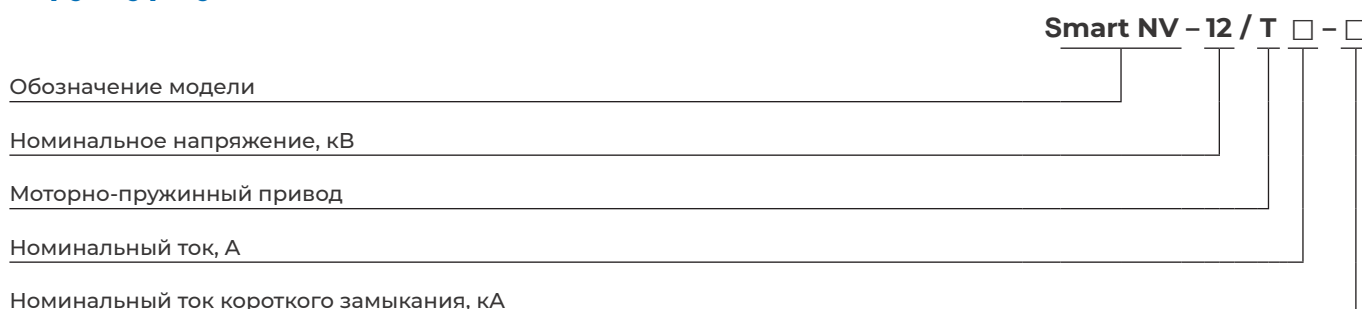 Smart NV – 12 / T □ – □
Обозначение модели
Номинальное напряжение, кВ
Моторно-пружинный привод
Номинальный ток, А
Номинальный ток короткого замыкания, кА